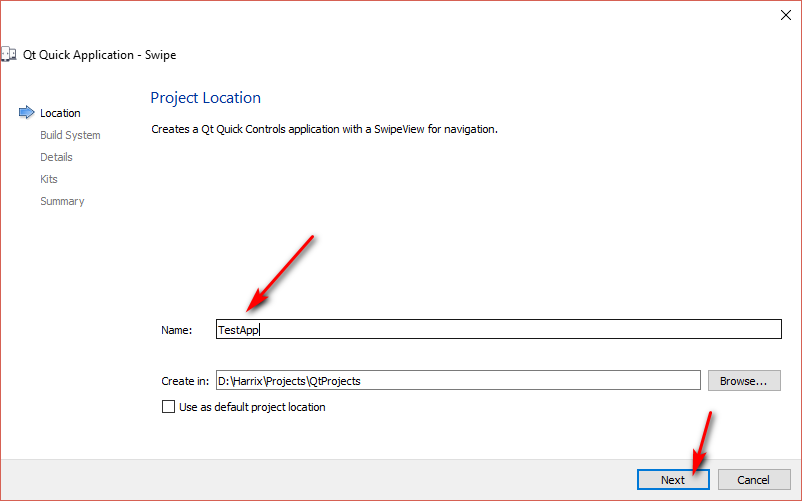 Qt Quick Application - Swipe
Location
Build System
Details
Kits
Summary
Project Location
Creates a Qt Quick Controls application with a SwipeView for navigation.
Name: TestApp
Create in: D:\Harrix\Projects\QtProjects Browse...
Use as default project location
Next Cancel